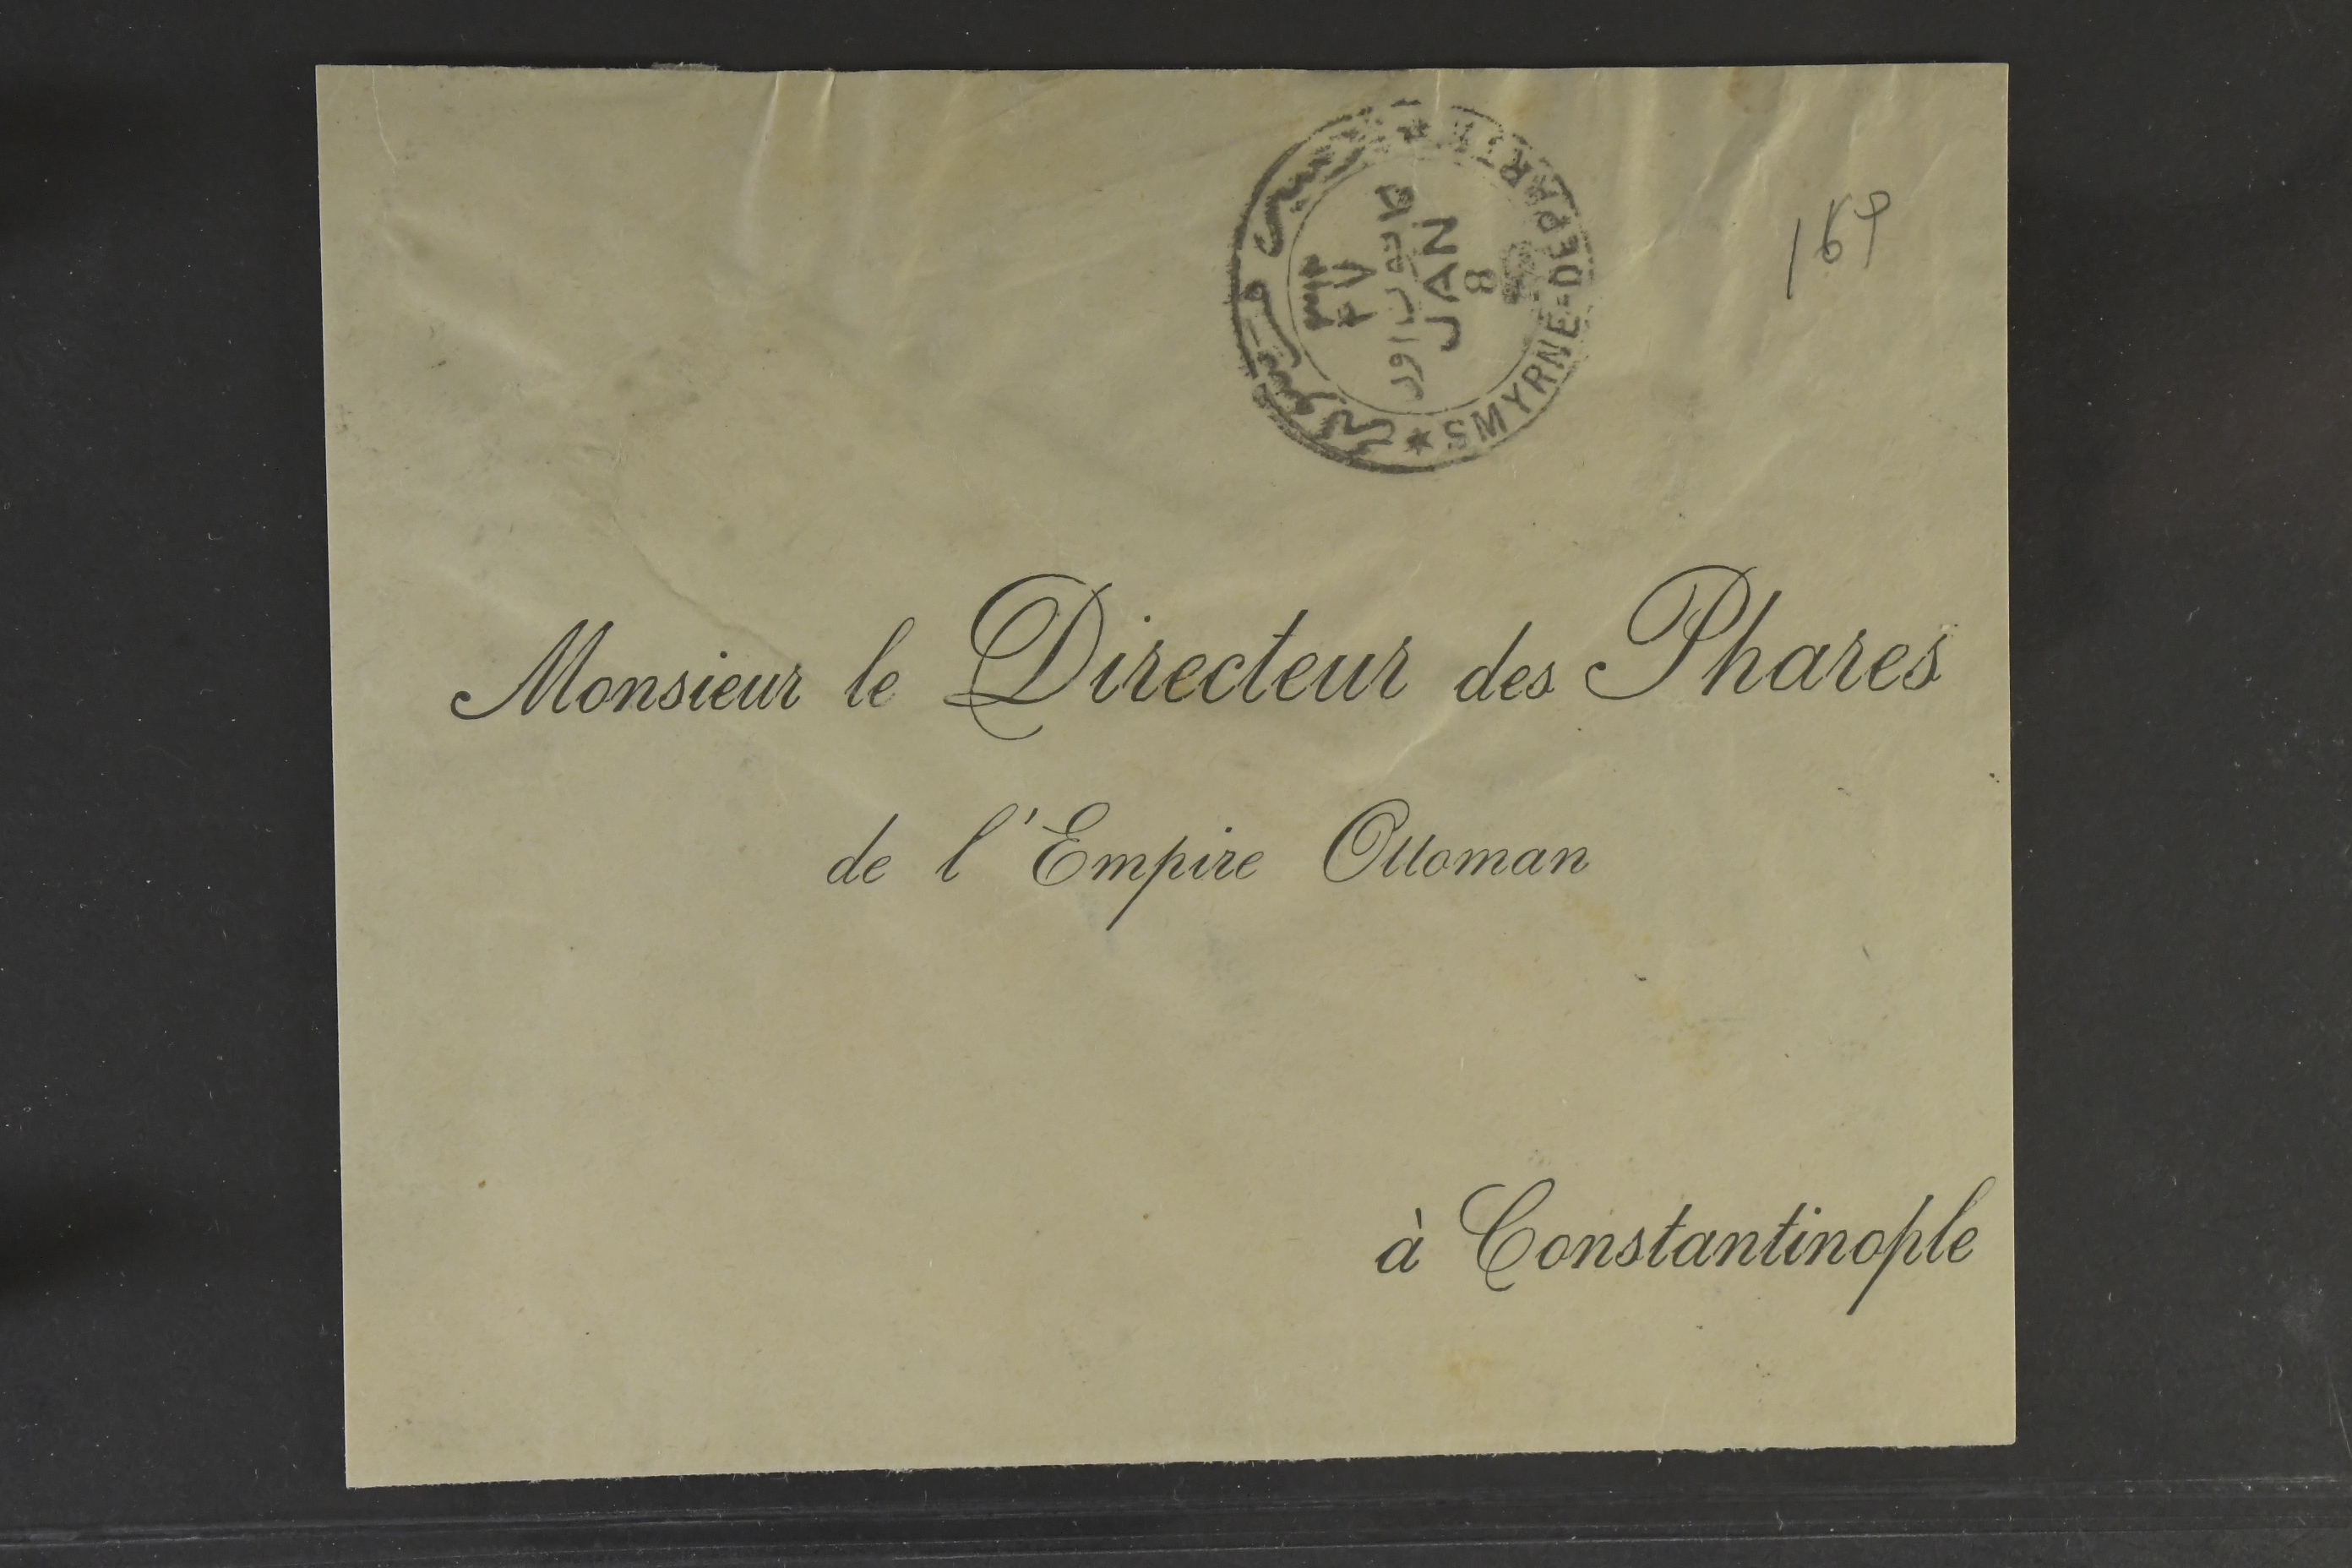 ★ SMYRNE-DEPART ★
JAN
8
169
Monsieur le Directeur des Phares
de l'Empire Ottoman
à Constantinople